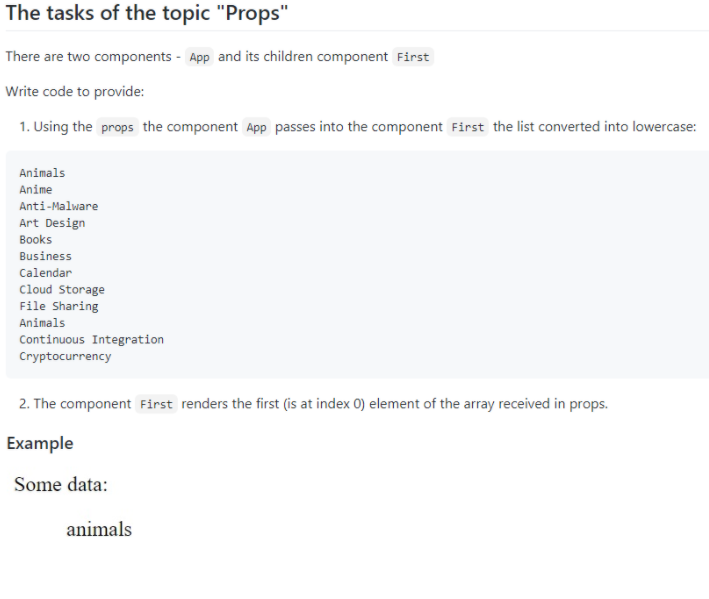 The tasks of the topic "Props"
There are two components - App and its children component First
Write code to provide:
1. Using the props the component App passes into the component First the list converted into lowercase:
Animals
Anime
Anti-Malware
Art Design
Books
Business
Calendar
Cloud Storage
File Sharing
Animals
Continuous Integration
Cryptocurrency
2. The component First renders the first (is at index 0) element of the array received in props.
Example
Some data:
animals